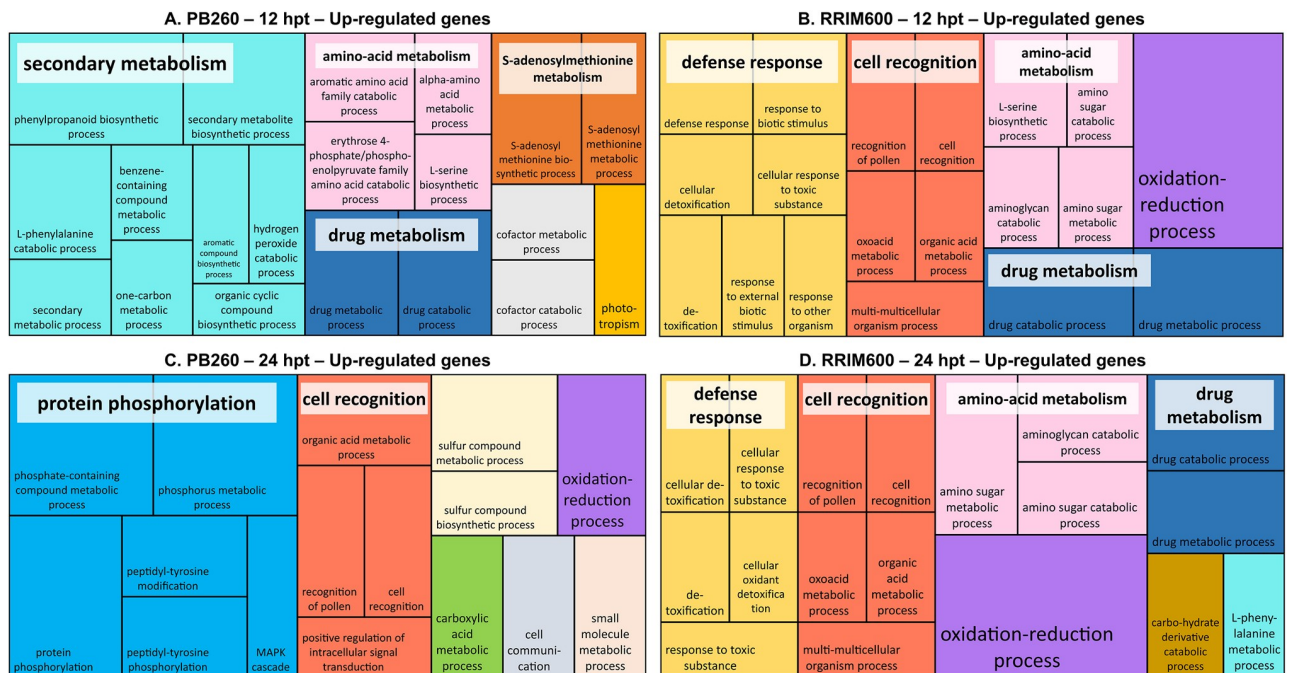 A. PB260 – 12 hpt – Up-regulated genes
secondary metabolism
phenylpropanoid biosynthetic
process
secondary metabolite
biosynthetic process
L-phenylalanine
catabolic process
benzene-
containing
compound
metabolic
process
aromatic
compound
biosynthetic
process
hydrogen
peroxide
catabolic
process
secondary
metabolic process
one-carbon
metabolic
process
organic cyclic
compound
biosynthetic process
amino-acid metabolism
aromatic amino acid
family catabolic
process
alpha-amino
acid
metabolic
process
erythrose 4-
phosphate/phospho-
enolpyruvate family
amino acid catabolic
process
L-serine
biosynthetic
process
drug metabolism
drug metabolic
process
drug catabolic
process
S-adenosylmethionine
metabolism
S-adenosyl
methionine bio-
synthetic process
S-adenosyl
methionine
metabolic
process
cofactor metabolic
process
cofactor catabolic
process
photo-
tropism
B. RRIM600 – 12 hpt – Up-regulated genes
defense response
defense response
response to
biotic stimulus
cellular
detoxification
cellular response
to toxic
substance
de-
toxification
response
to external
biotic
stimulus
response
to other
organism
cell recognition
recognition
of pollen
cell
recognition
oxoacid
metabolic
process
organic acid
metabolic
process
multi-multicellular
organism process
amino-acid
metabolism
L-serine
biosynthetic
process
amino
sugar
catabolic
process
aminoglycan
catabolic
process
amino sugar
metabolic
process
oxidation-
reduction
process
drug metabolism
drug catabolic process
drug metabolic process
C. PB260 – 24 hpt – Up-regulated genes
protein phosphorylation
phosphate-containing
compound metabolic
process
phosphorus metabolic
protein
phosphorylation
peptidyl-tyrosine
modification
peptidyl-tyrosine
phosphorylation
MAPK
cascade
cell recognition
organic acid metabolic
process
recognition
of pollen
cell
recognition
positive regulation of
intracellular signal
transduction
sulfur compound
metabolic process
sulfur compound
biosynthetic process
oxidation-
reduction
process
carboxylic
acid
metabolic
process
cell
communi-
cation
small
molecule
metabolic
process
D. RRIM600 – 24 hpt – Up-regulated genes
defense
response
cellular de-
toxification
cellular
response
to toxic
substance
de-
toxification
cellular
oxidant
detoxifica
tion
response to toxic
substance
cell recognition
recognition
of pollen
cell
recognition
oxoacid
metabolic
process
organic
acid
metabolic
process
multi-multicellular
organism process
amino-acid metabolism
amino sugar
metabolic
process
aminoglycan catabolic
process
amino sugar catabolic
process
oxidation-reduction
process
drug
metabolism
drug catabolic process
drug metabolic process
carbo-hydrate
derivative
catabolic
process
L-pheny-
lalanine
metabolic
process